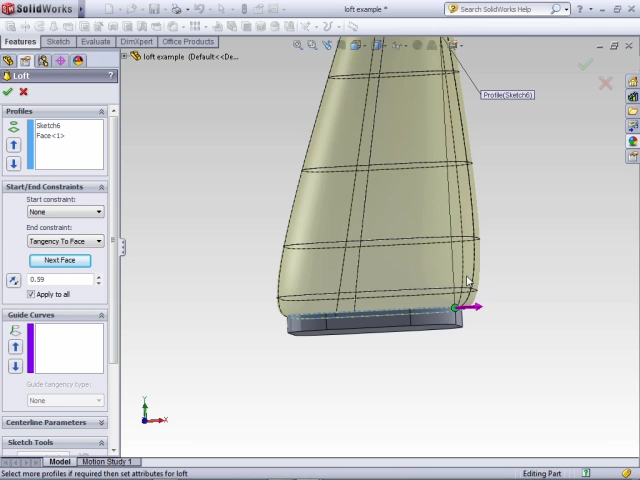 SolidWorks
loft example *
Search SolidWorks Help
Features
Sketch
Evaluate
DimXpert
Office Products
loft example (Default<<De...
Loft
?
Profiles
Sketch6
Face<1>
Start/End Constraints
Start constraint:
None
End constraint:
Tangency To Face
Next Face
0.59
Apply to all
Guide Curves
Guide tangency type:
None
Centerline Parameters
Sketch Tools
Profile(Sketch6)
Y
X
Model
Motion Study 1
Select more profiles if required then set attributes for loft
Editing Part